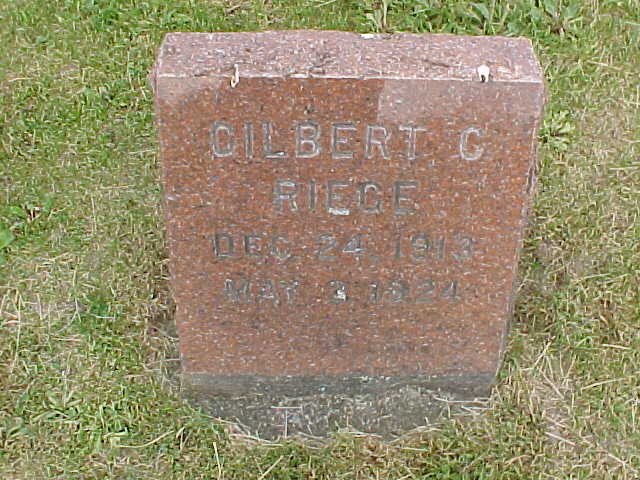 GILBERT C
RIEGE
DEC. 24, 1913
MAY 3, 1924